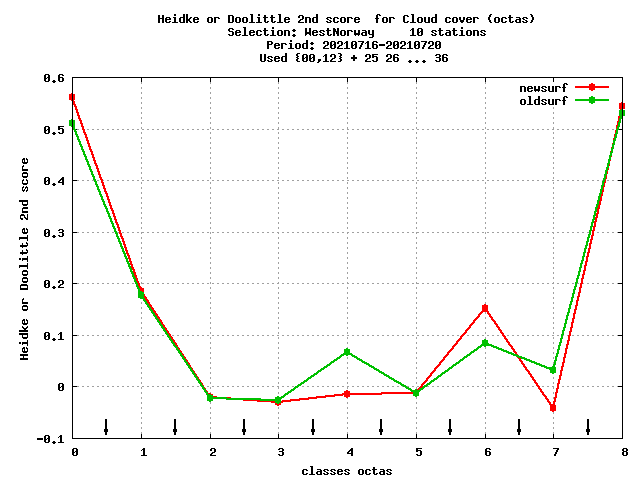 Heidke or Doolittle 2nd score  for Cloud cover (octas)
Selection: WestNorway     10 stations
Period: 20210716-20210720
Used {00,12} + 25 26 ... 36
newsurf
oldsurf
Heidke or Doolittle 2nd score
0.6
0.5
0.4
0.3
0.2
0.1
0
-0.1
0 1 2 3 4 5 6 7 8
classes octas